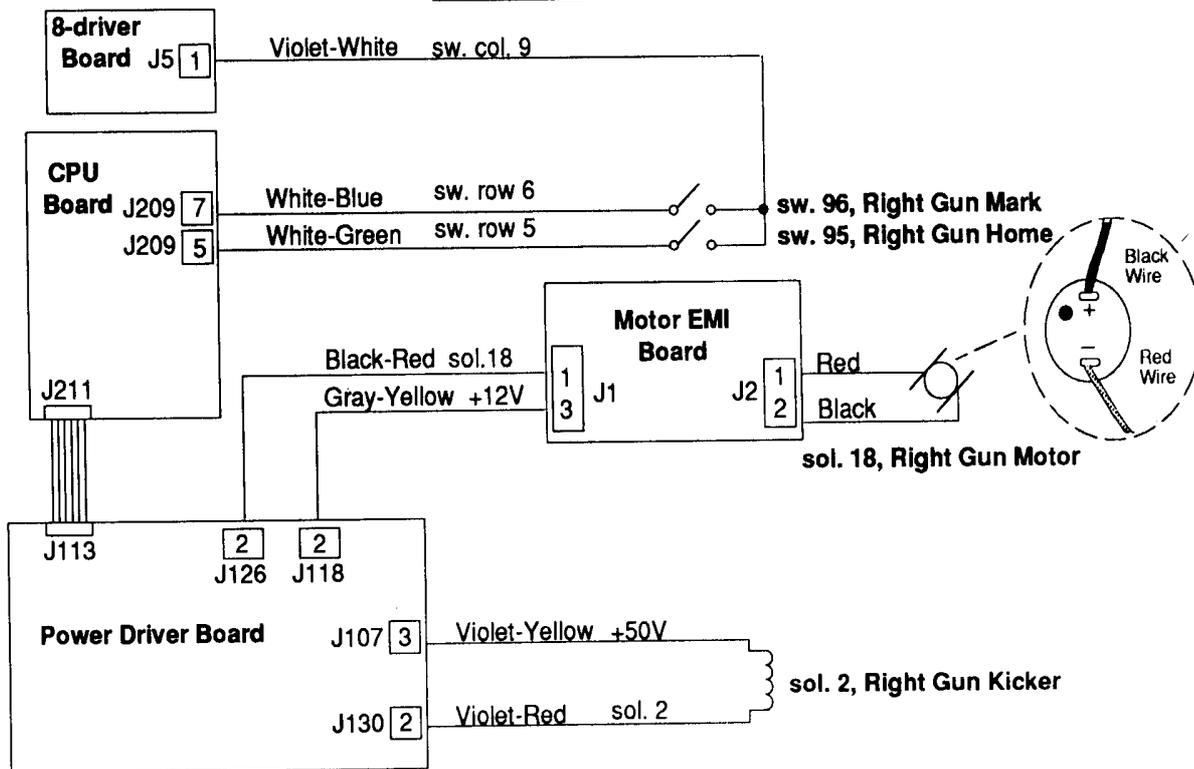 8-driver
Board J5 1
Violet-White sw. col. 9
CPU
Board J209 7
White-Blue sw. row 6
sw. 96, Right Gun Mark
J209 5
White-Green sw. row 5
sw. 95, Right Gun Home
Black
Wire
+
−
Red
Wire
Motor EMI
Board
Black-Red sol.18
1
J1
Gray-Yellow +12V
3
J2
1
Red
2
Black
sol. 18, Right Gun Motor
J211
J113
2
J126
2
J118
Power Driver Board
J107 3
Violet-Yellow +50V
sol. 2, Right Gun Kicker
J130 2
Violet-Red sol. 2